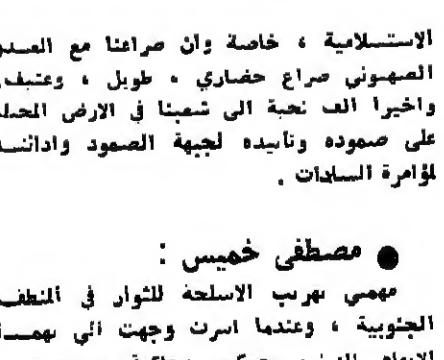 الاستسلامية ، خاصة وان صراعنا مع العدو
الصهيوني صراع حضاري ، طويل ، وعنيف.
واخيرا الف تحية الى شعبنا في الارض المحتلة
على صموده وتأييده لجبهة الصمود وادانته
لمؤامرة السادات .
● مصطفى خميس :
مهمتي تهريب الاسلحة للثوار في المنطقة
الجنوبية ، وعندما اسرت وجهت الي تهمة